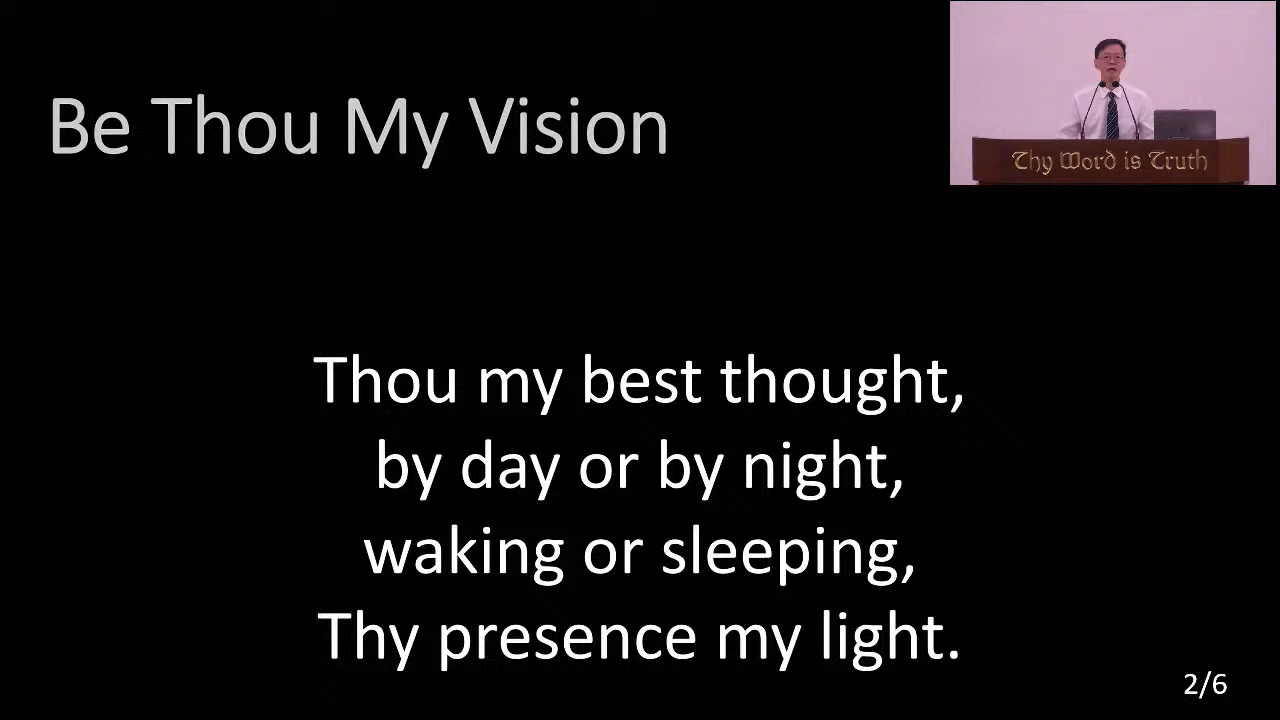 Be Thou My Vision
Thy Word is Truth
Thou my best thought,
by day or by night,
waking or sleeping,
Thy presence my light.
2/6